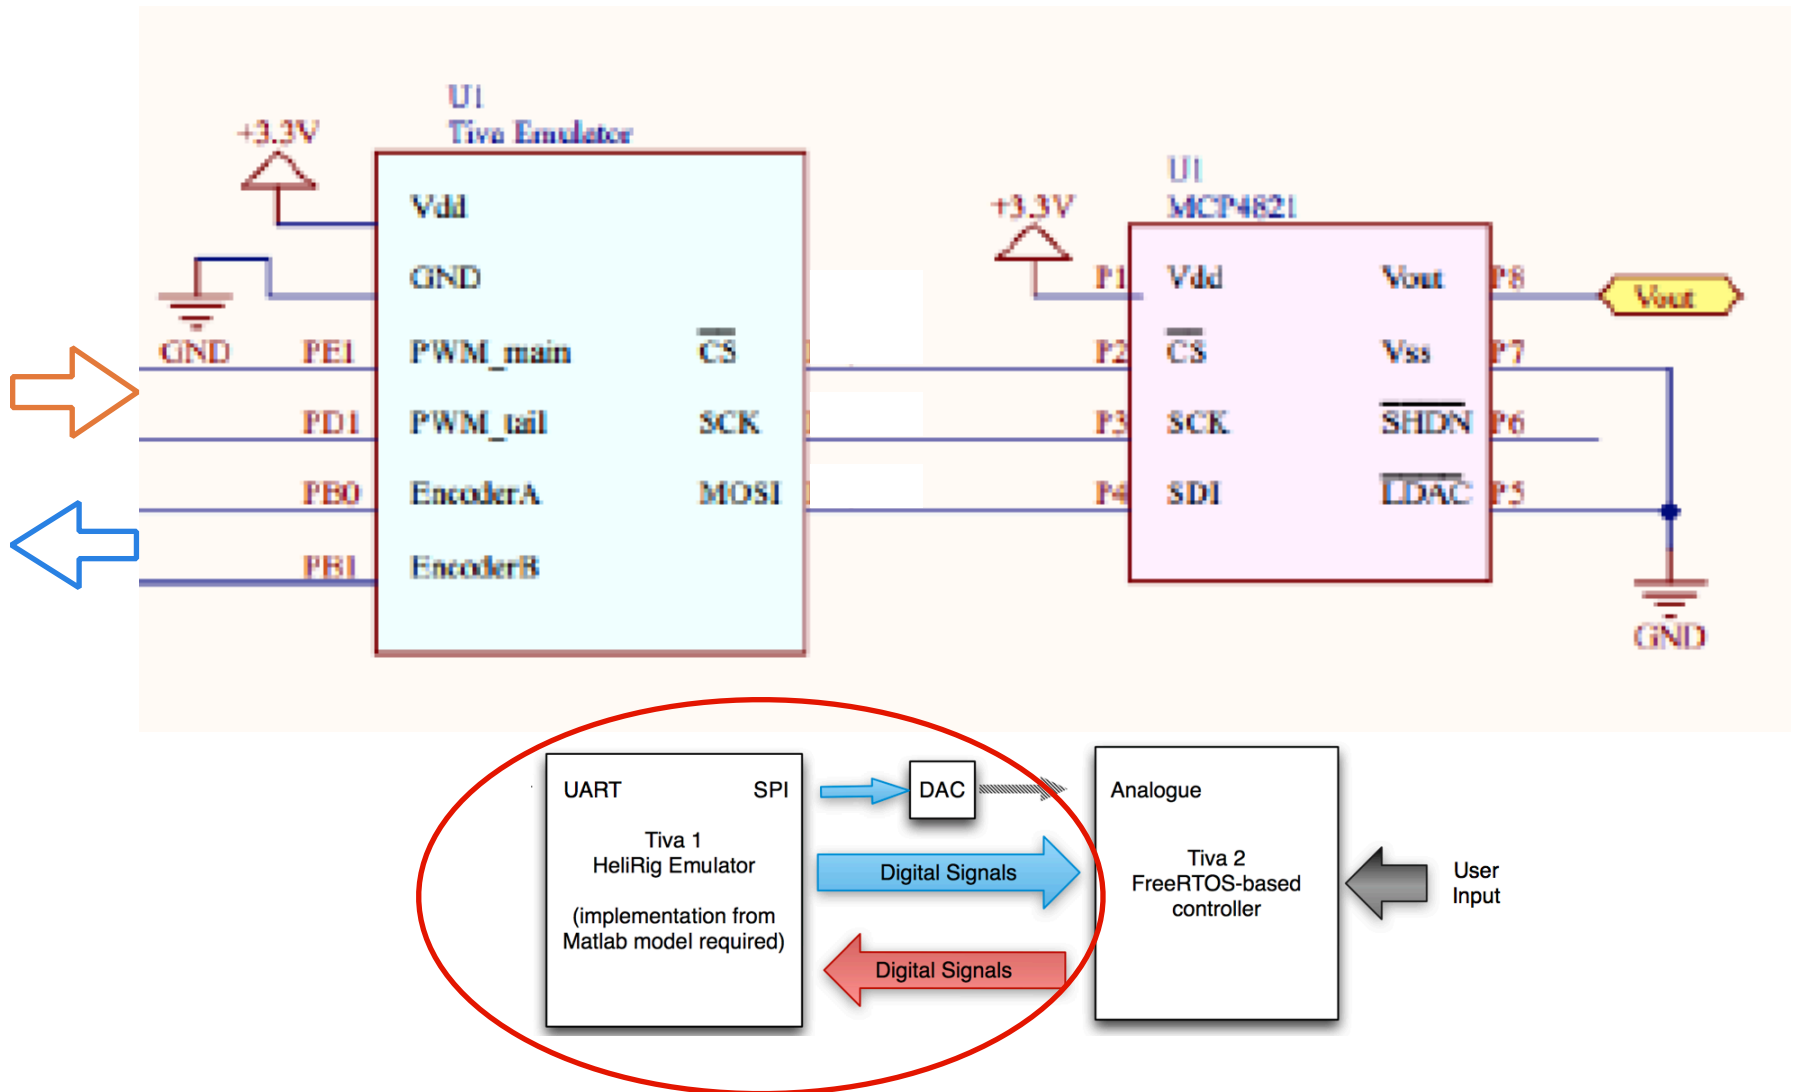 U1
Tiva Emulator
+3.3V
Vdd
GND
GND
PE1
PWM_main
CS
PD1
PWM_tail
SCK
PB0
EncoderA
MOSI
PB1
EncoderB
U1
MCP4821
+3.3V
P1
Vdd
Vout
P8
Vout
P2
CS
Vss
P7
P3
SCK
SHDN
P6
P4
SDI
LDAC
P5
GND
UART
SPI
Tiva 1
HeliRig Emulator
(implementation from
Matlab model required)
DAC
Digital Signals
Digital Signals
Analogue
Tiva 2
FreeRTOS-based
controller
User
Input